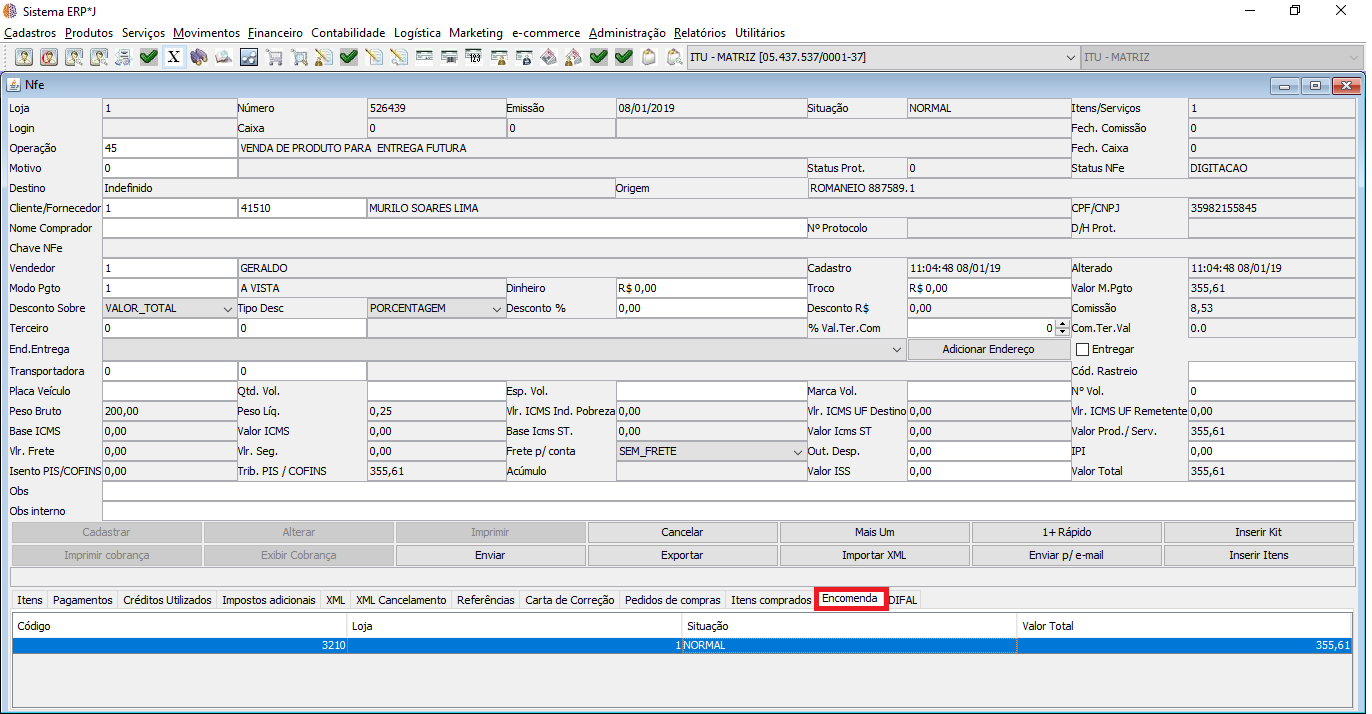 Sistema ERP*J
Cadastros Produtos Serviços Movimentos Financeiro Contabilidade Logística Marketing e-commerce Administração Relatórios Utilitários
X 123 ITU - MATRIZ [05.437.537/0001-37] ITU - MATRIZ
Nfe
Loja 1 Número 526439 Emissão 08/01/2019 Situação NORMAL Itens/Serviços 1
Login Caixa 0 0 Fech. Comissão 0
Operação 45 VENDA DE PRODUTO PARA ENTREGA FUTURA Fech. Caixa 0
Motivo 0 Status Prot. 0 Status NFe DIGITACAO
Destino Indefinido Origem ROMANEIO 887589.1
Cliente/Fornecedor 1 41510 MURILO SOARES LIMA CPF/CNPJ 35982155845
Nome Comprador Nº Protocolo D/H Prot.
Chave NFe
Vendedor 1 GERALDO Cadastro 11:04:48 08/01/19 Alterado 11:04:48 08/01/19
Modo Pgto 1 A VISTA Dinheiro R$ 0,00 Troco R$ 0,00 Valor M.Pgto 355,61
Desconto Sobre VALOR_TOTAL Tipo Desc PORCENTAGEM Desconto % 0,00 Desconto R$ 0,00 Comissão 8,53
Terceiro 0 0 % Val.Ter.Com 0 Com.Ter.Val 0.0
End.Entrega Adicionar Endereço Entregar
Transportadora 0 0 Cód. Rastreio
Placa Veículo Qtd. Vol. Esp. Vol. Marca Vol. N° Vol. 0
Peso Bruto 200,00 Peso Líq. 0,25 Vlr. ICMS Ind. Pobreza 0,00 Vlr. ICMS UF Destino 0,00 Vlr. ICMS UF Remetente 0,00
Base ICMS 0,00 Valor ICMS 0,00 Base Icms ST. 0,00 Valor Icms ST 0,00 Valor Prod./ Serv. 355,61
Vlr. Frete 0,00 Vlr. Seg. 0,00 Frete p/ conta SEM_FRETE Out. Desp. 0,00 IPI 0,00
Isento PIS/COFINS 0,00 Trib. PIS / COFINS 355,61 Acúmulo Valor ISS 0,00 Valor Total 355,61
Obs
Obs interno
Cadastrar Alterar Imprimir Cancelar Mais Um 1+ Rápido Inserir Kit
Imprimir cobrança Exibir Cobrança Enviar Exportar Importar XML Enviar p/ e-mail Inserir Itens
Itens Pagamentos Créditos Utilizados Impostos adicionais XML XML Cancelamento Referências Carta de Correção Pedidos de compras Itens comprados Encomenda DIFAL
Código Loja Situação Valor Total
3210 1 NORMAL 355,61